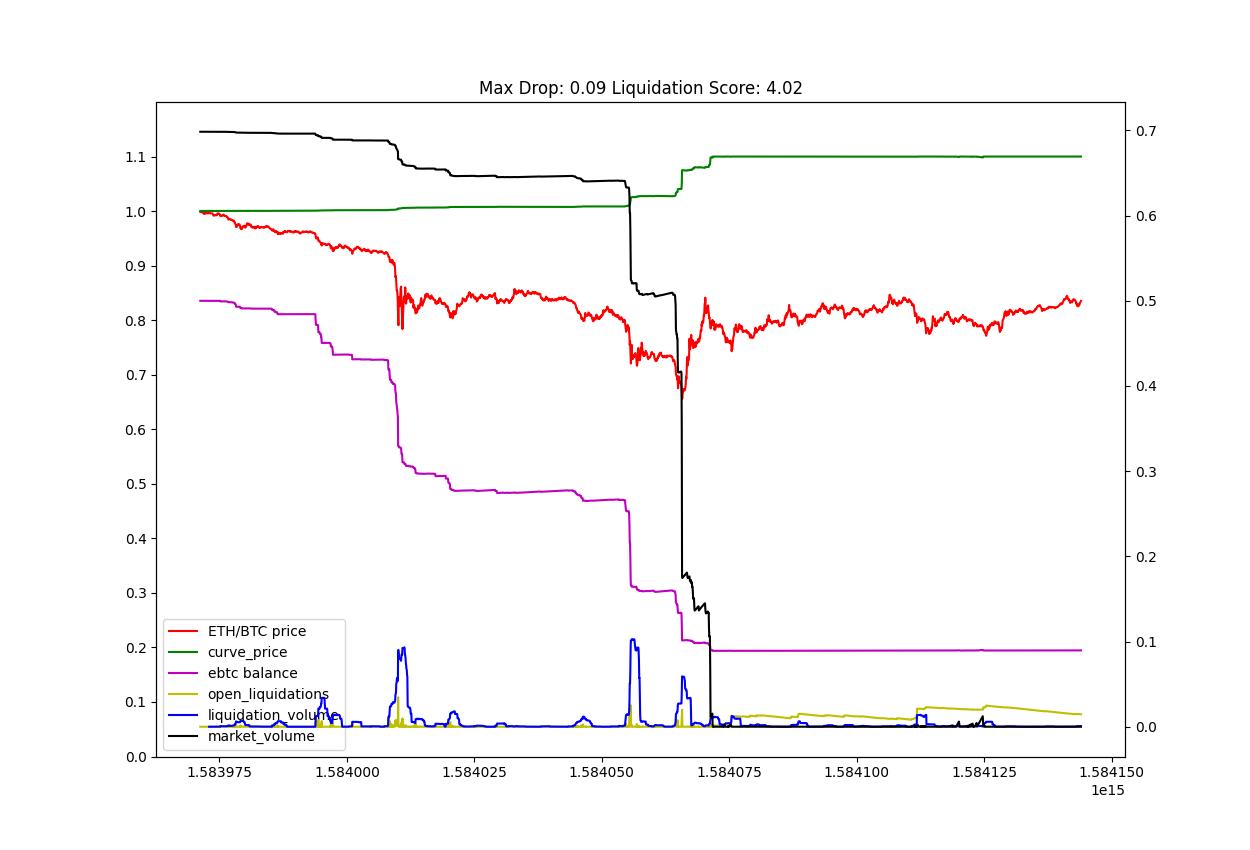 Max Drop: 0.09 Liquidation Score: 4.02
1.1
1.0
0.9
0.8
0.7
0.6
0.5
0.4
0.3
0.2
0.1
0.0
0.7
0.6
0.5
0.4
0.3
0.2
0.1
0.0
ETH/BTC price
curve_price
ebtc balance
open_liquidations
liquidation_volume
market_volume
1.583975 1.584000 1.584025 1.584050 1.584075 1.584100 1.584125 1.584150
1e15